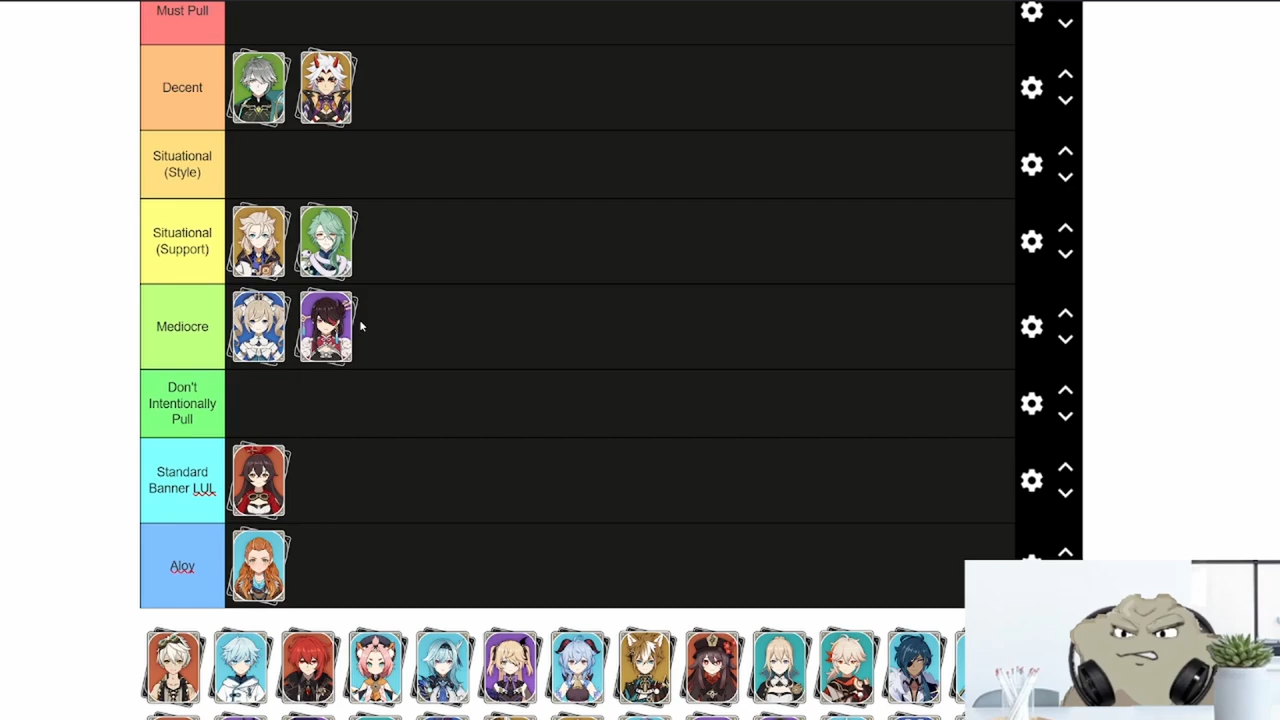 Must Pull
Decent
Situational
(Style)
Situational
(Support)
Mediocre
Don't
Intentionally
Pull
Standard
Banner LUL
Aloy